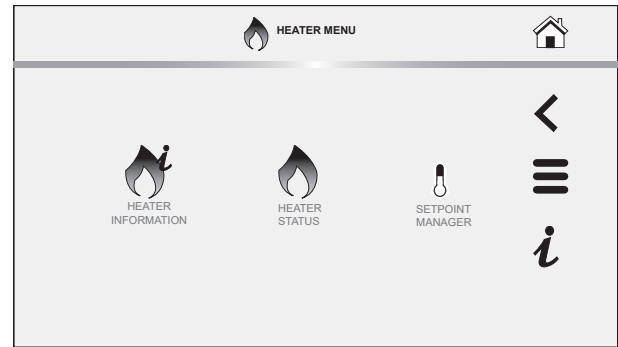 HEATER MENU
HEATER
INFORMATION
HEATER
STATUS
SETPOINT
MANAGER